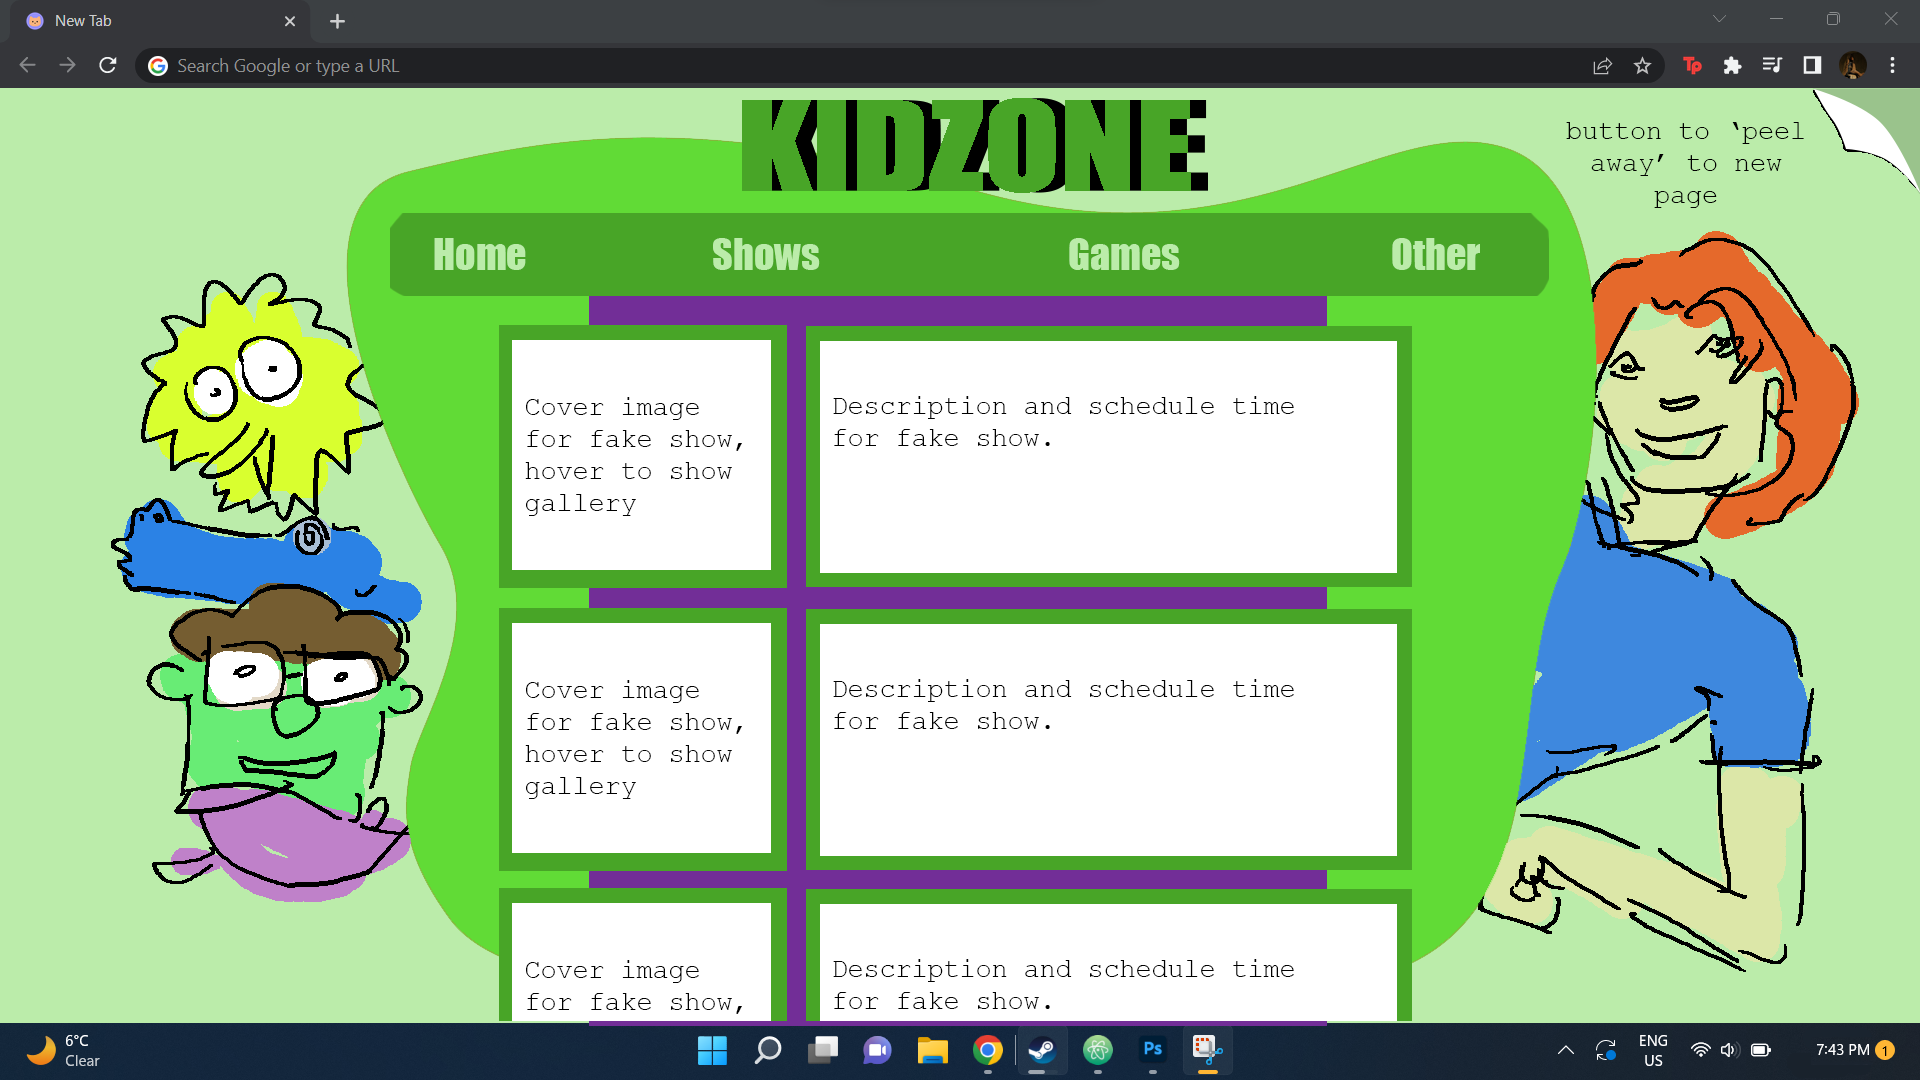 New Tab
Search Google or type a URL
Tp
KIDZONE
button to ‘peel
away’ to new
page
Home Shows Games Other
Cover image
for fake show,
hover to show
gallery
Description and schedule time
for fake show.
Cover image
for fake show,
hover to show
gallery
Description and schedule time
for fake show.
Cover image
for fake show,
Description and schedule time
for fake show.
6°C
Clear
Ps
ENG
US
7:43 PM
1